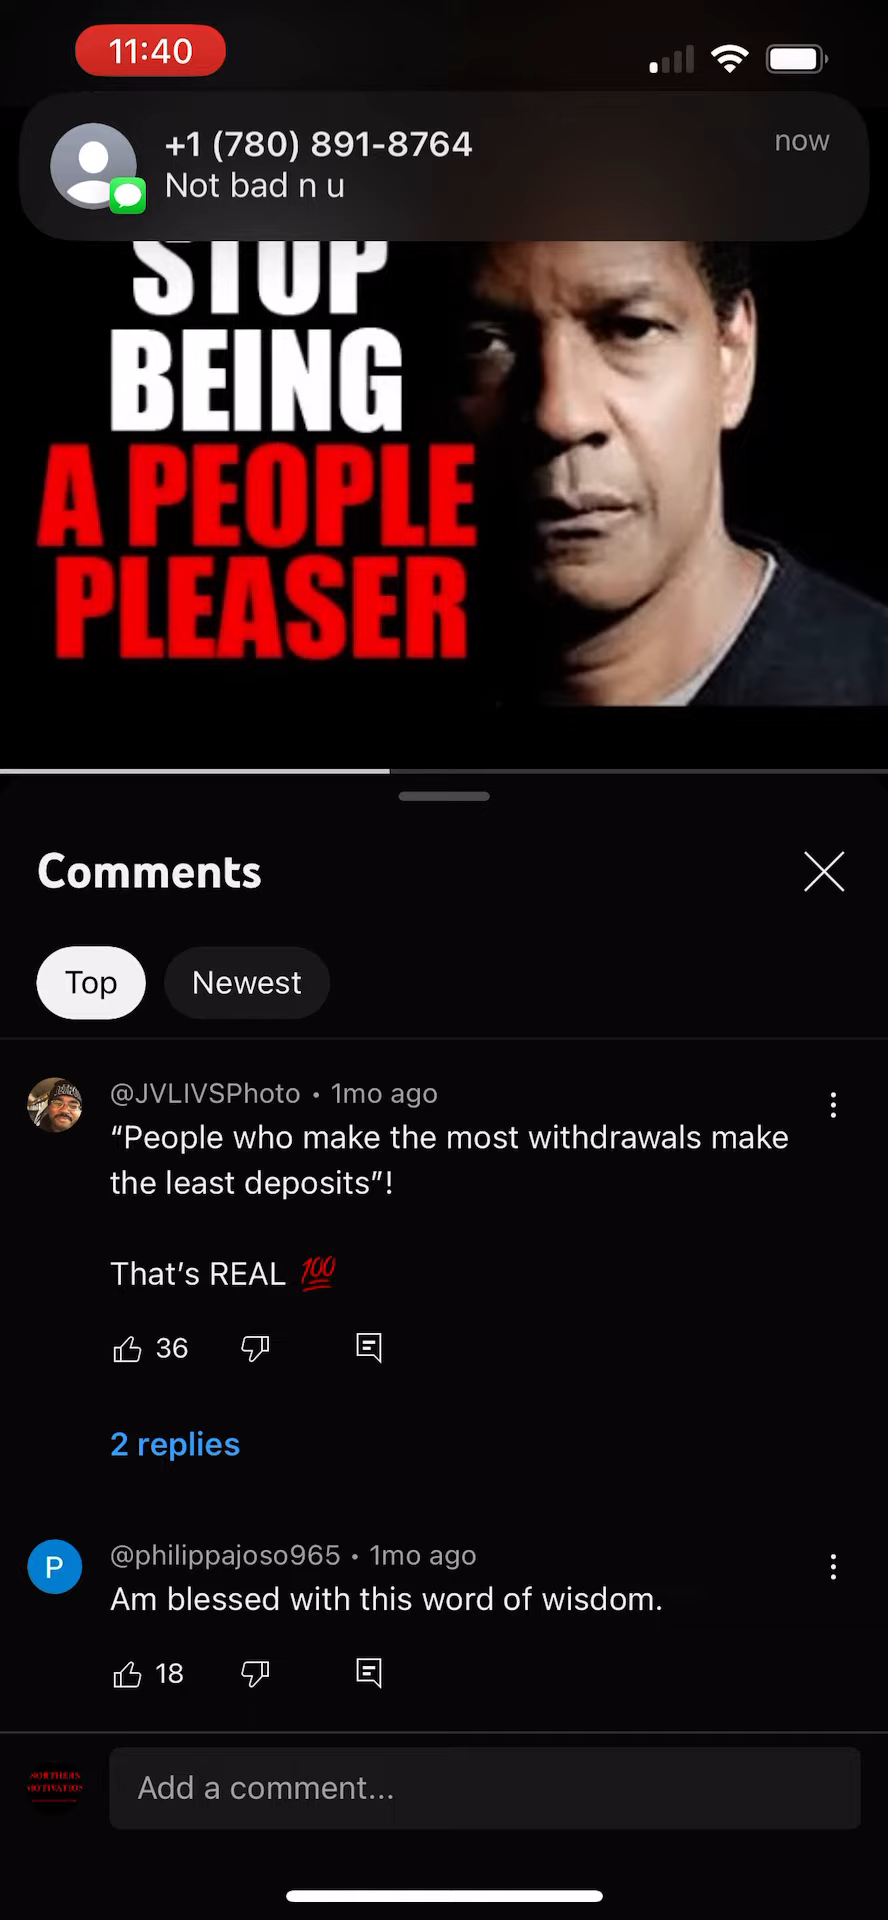 11:40
+1 (780) 891-8764
now
Not bad n u
STOP
BEING
A PEOPLE
PLEASER
Comments
Top
Newest
@JVLIVSPhoto • 1mo ago
“People who make the most withdrawals make
the least deposits”!
That’s REAL 💯
36
2 replies
P
@philippajoso965 • 1mo ago
Am blessed with this word of wisdom.
18
NORTHERN
MOTIVATION
Add a comment...